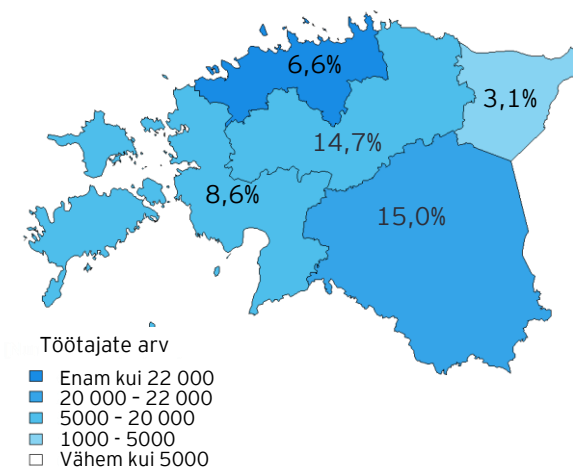 6,6%
3,1%
14,7%
8,6%
15,0%
Töötajate arv
Enam kui 22 000
20 000 – 22 000
5000 – 20 000
1000 - 5000
Vähem kui 5000